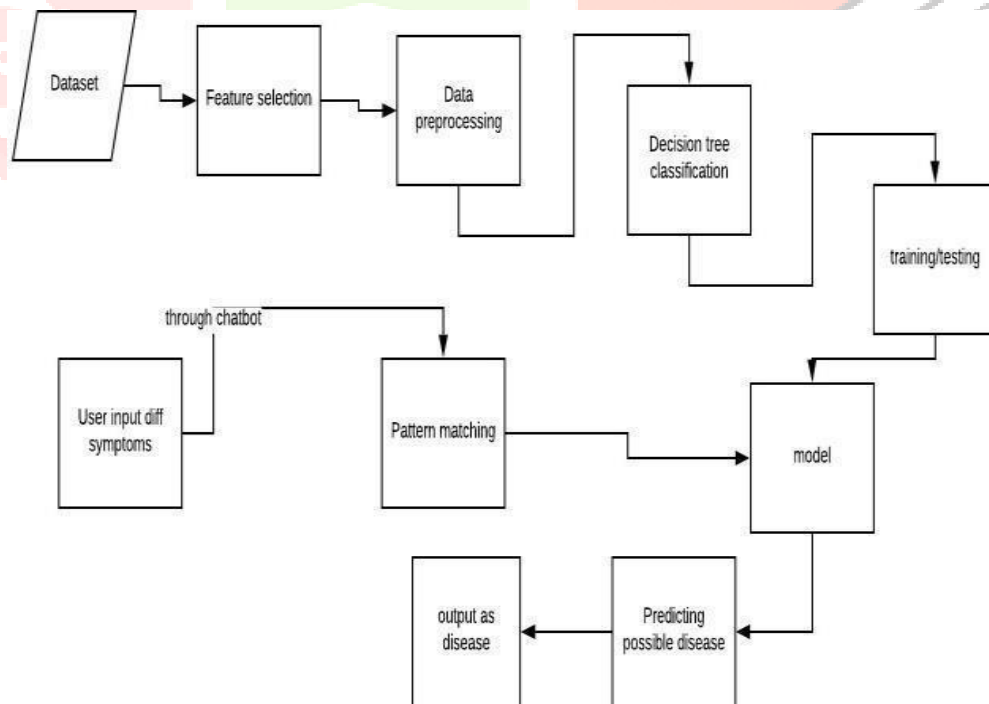 Dataset
Feature selection
Data
preprocessing
Decision tree
classification
training/testing
through chatbot
User input diff
symptoms
Pattern matching
model
output as
disease
Predicting
possible disease